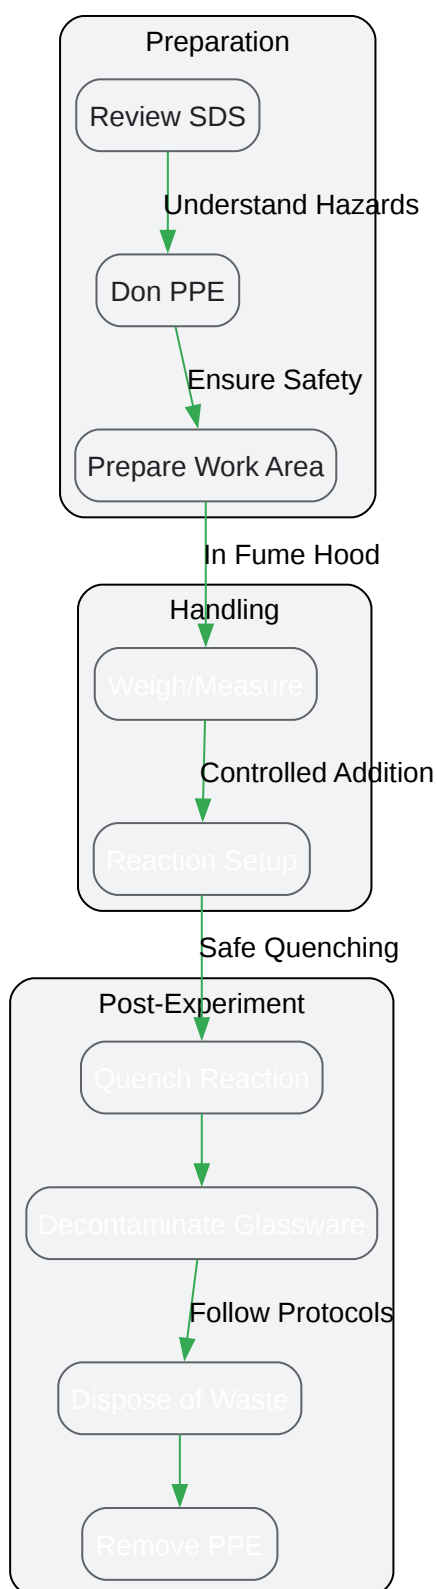 Preparation
Review SDS
Understand Hazards
Don PPE
Ensure Safety
Prepare Work Area
In Fume Hood
Handling
Weigh/Measure
Controlled Addition
Reaction Setup
Safe Quenching
Post-Experiment
Quench Reaction
Decontaminate Glassware
Follow Protocols
Dispose of Waste
Remove PPE